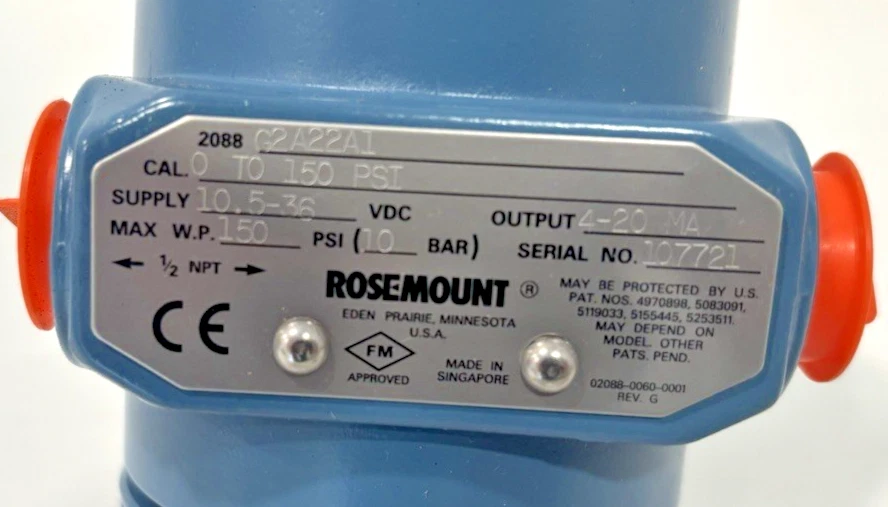 2088 G2A22A1
CAL. 0 TO 150 PSI
SUPPLY 10.5-36 VDC OUTPUT 4-20 MA
MAX W.P. 150 PSI (10 BAR) SERIAL NO. 107721
← 1/2 NPT →
ROSEMOUNT ®
EDEN PRAIRIE, MINNESOTA
U.S.A.
CE
FM
APPROVED
MADE IN
SINGAPORE
MAY BE PROTECTED BY U.S.
PAT. NOS. 4970898, 5083091,
5119033, 5155445, 5253511.
MAY DEPEND ON
MODEL. OTHER
PATS. PEND.
02088-0060-0001
REV. G